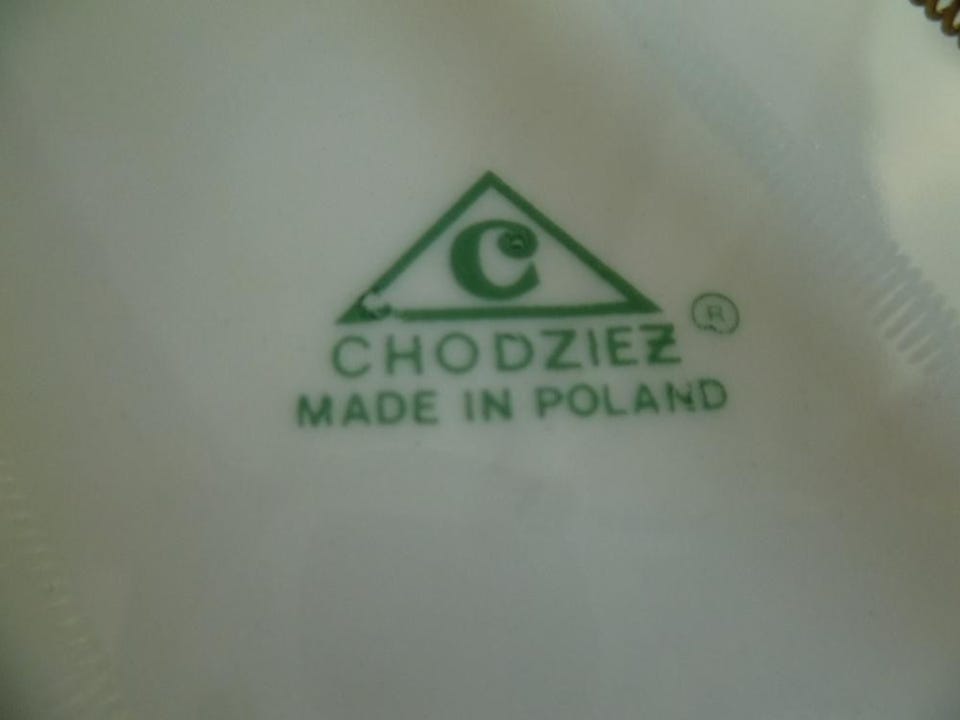 C
CHODZIEŻ
®
MADE IN POLAND